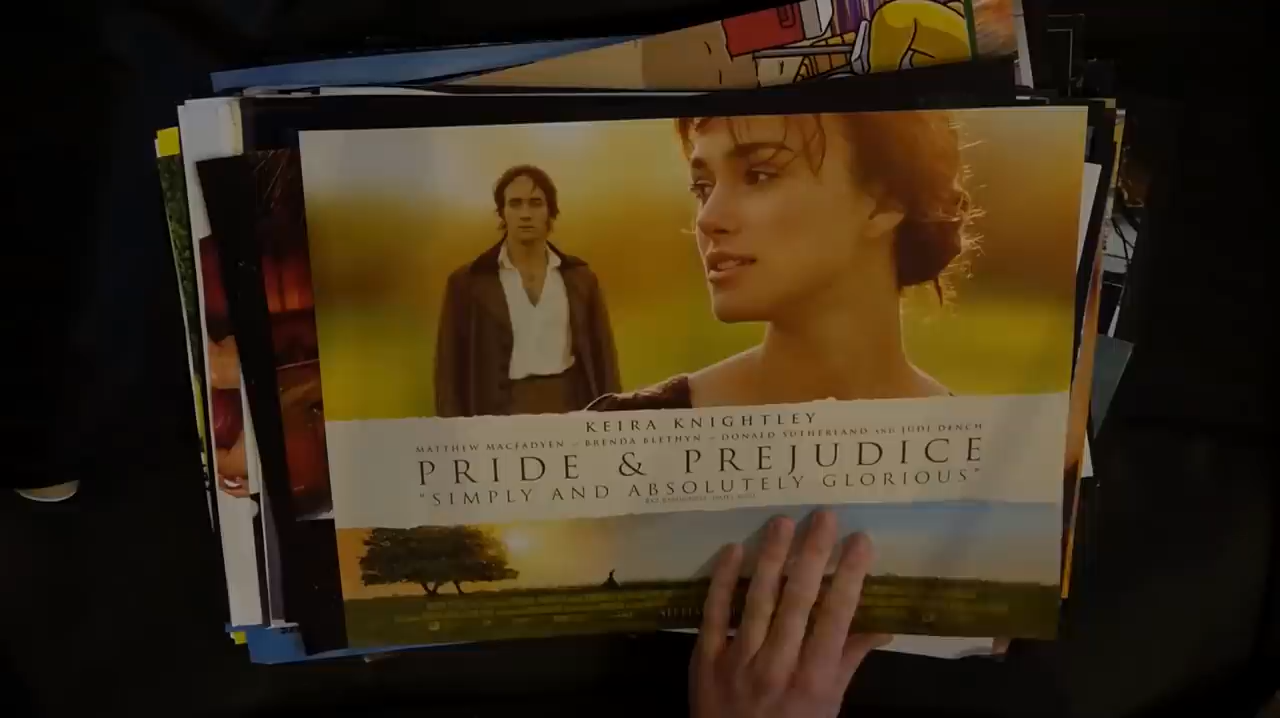 KEIRA KNIGHTLEY
MATTHEW MACFADYEN – BRENDA BLETHYN – DONALD SUTHERLAND AND JUDI DENCH
PRIDE & PREJUDICE
"SIMPLY AND ABSOLUTELY GLORIOUS"